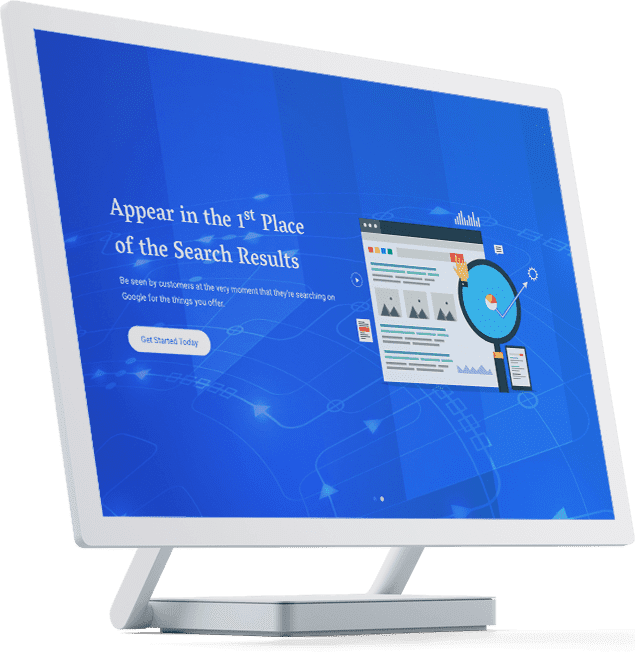 Appear in the 1st Place
of the Search Results
Be seen by customers at the very moment that they're searching on
Google for the things you offer.
Get Started Today